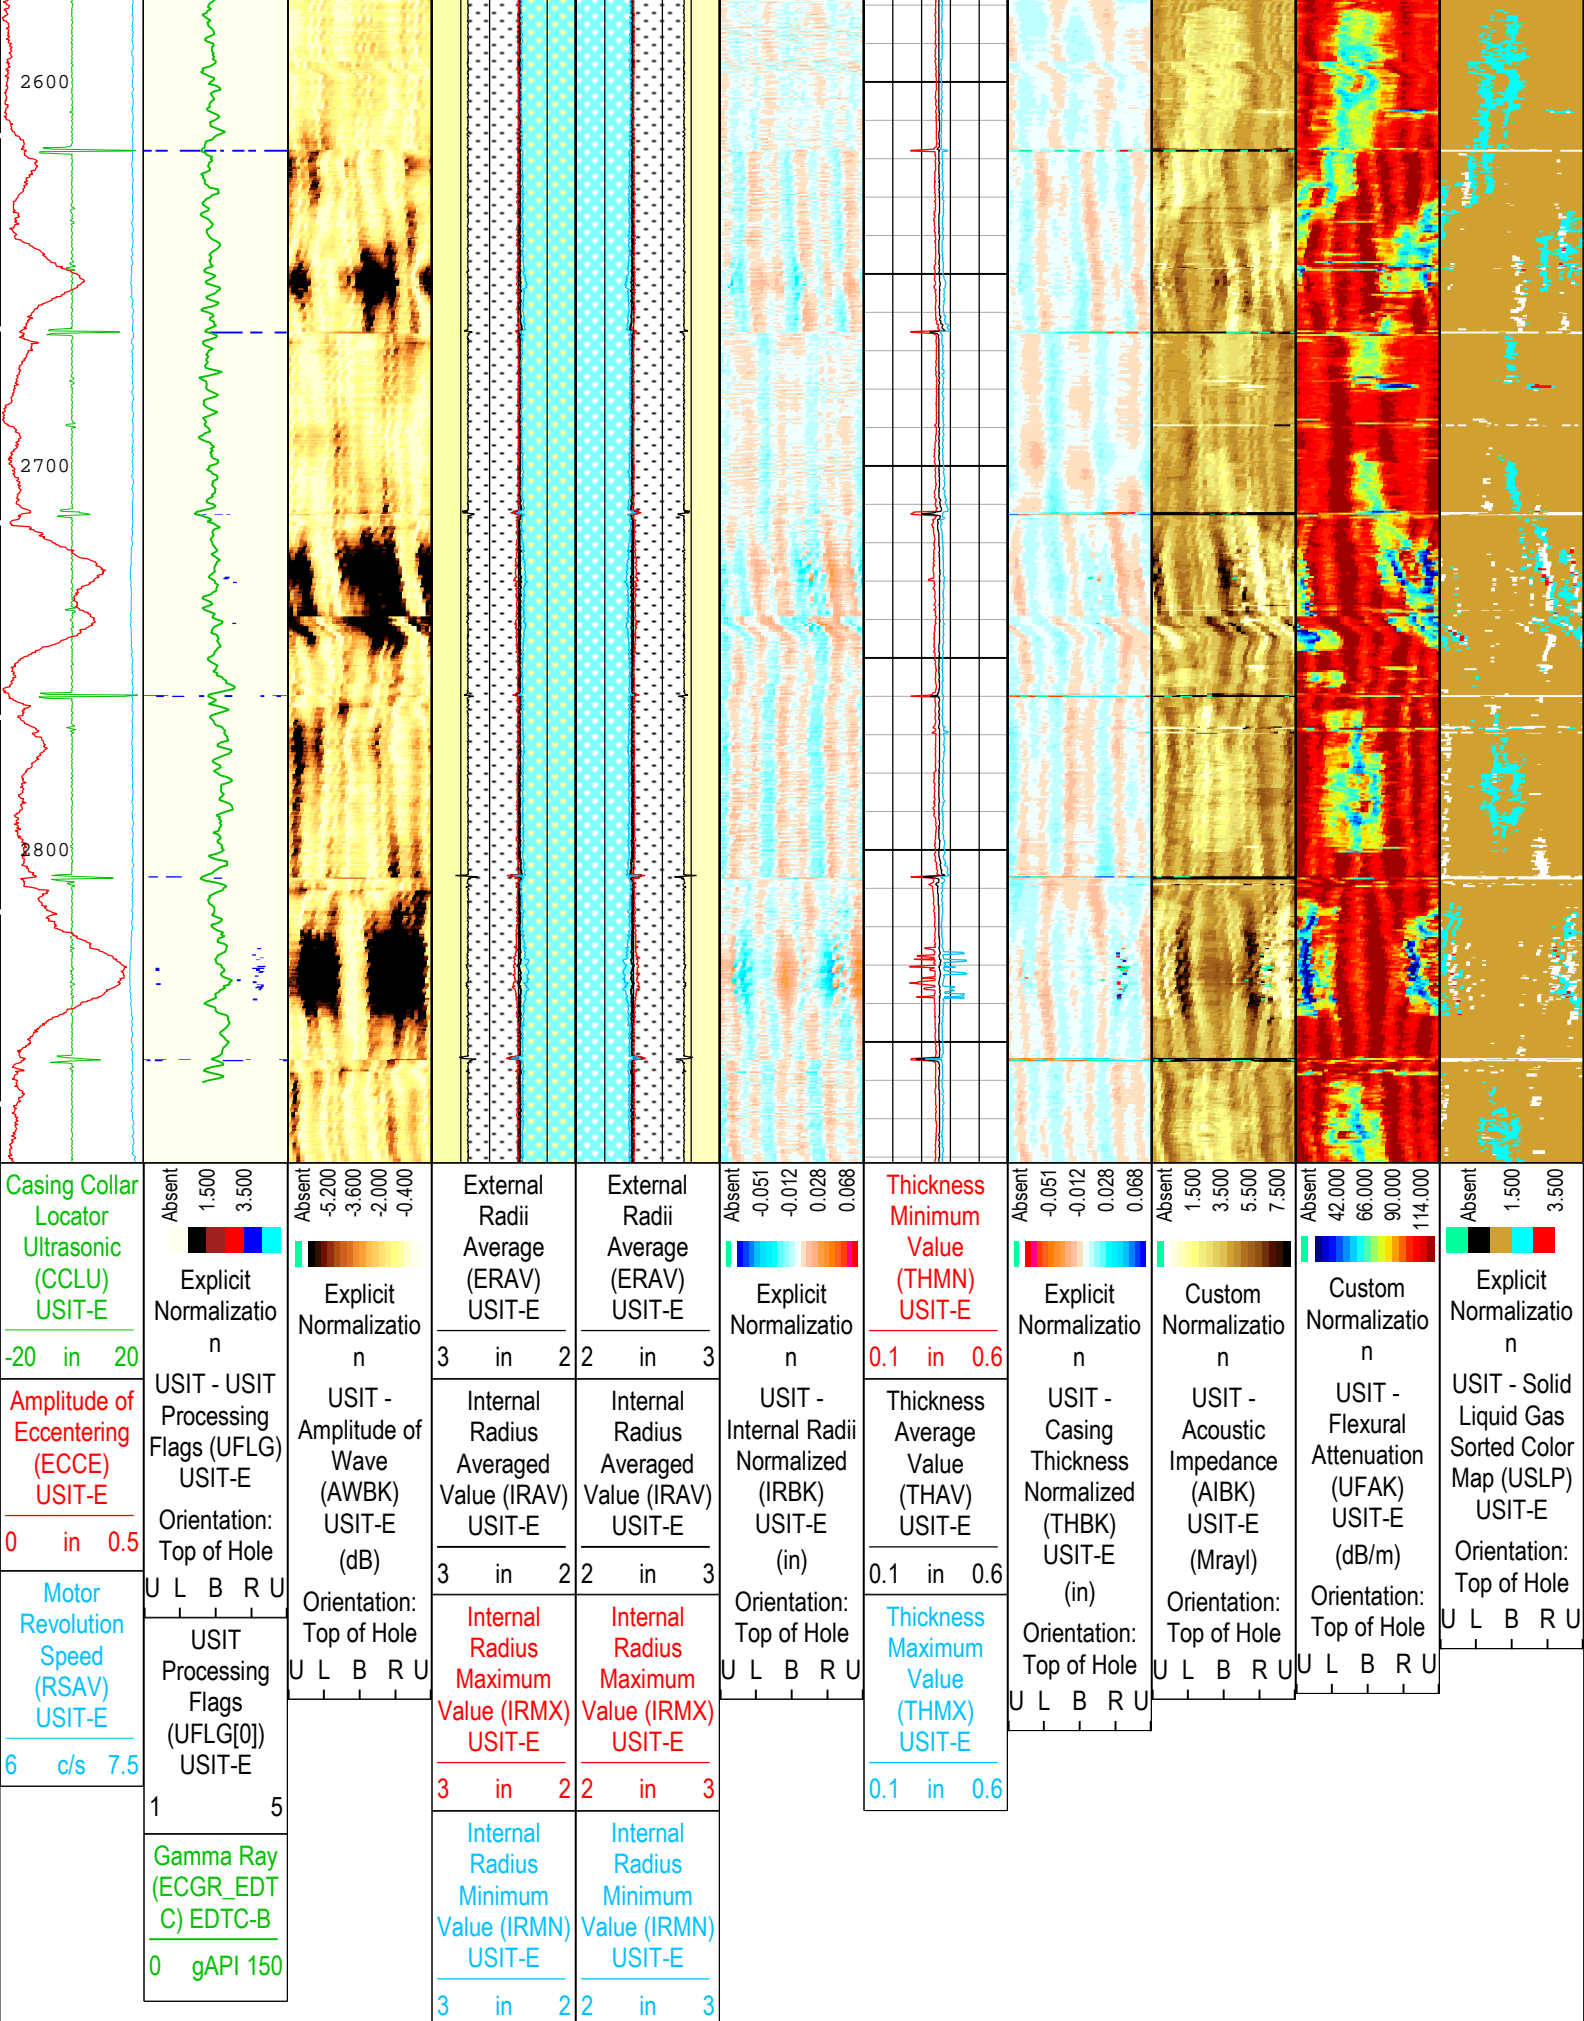 2600
2700
2800
Casing Collar
Locator
Ultrasonic
(CCLU)
USIT-E
-20 in 20
Amplitude of
Eccentering
(ECCE)
USIT-E
0 in 0.5
Motor
Revolution
Speed
(RSAV)
USIT-E
6 c/s 7.5
Absent
1.500
3.500
Explicit
Normalizatio
n
USIT - USIT
Processing
Flags (UFLG)
USIT-E
Orientation:
Top of Hole
U L B R U
USIT
Processing
Flags
(UFLG[0])
USIT-E
1 5
Gamma Ray
(ECGR_EDT
C) EDTC-B
0 gAPI 150
Absent
-5.200
-3.600
-2.000
-0.400
Explicit
Normalizatio
n
USIT -
Amplitude of
Wave
(AWBK)
USIT-E
(dB)
Orientation:
Top of Hole
U L B R U
External
Radii
Average
(ERAV)
USIT-E
3 in 2
Internal
Radius
Averaged
Value (IRAV)
USIT-E
3 in 2
Internal
Radius
Maximum
Value (IRMX)
USIT-E
3 in 2
Internal
Radius
Minimum
Value (IRMN)
USIT-E
3 in 2
External
Radii
Average
(ERAV)
USIT-E
2 in 3
Internal
Radius
Averaged
Value (IRAV)
USIT-E
2 in 3
Internal
Radius
Maximum
Value (IRMX)
USIT-E
2 in 3
Internal
Radius
Minimum
Value (IRMN)
USIT-E
2 in 3
Absent
-0.051
-0.012
0.028
0.068
Explicit
Normalizatio
n
USIT -
Internal Radii
Normalized
(IRBK)
USIT-E
(in)
Orientation:
Top of Hole
U L B R U
Thickness
Minimum
Value
(THMN)
USIT-E
0.1 in 0.6
Thickness
Average
Value
(THAV)
USIT-E
0.1 in 0.6
Thickness
Maximum
Value
(THMX)
USIT-E
0.1 in 0.6
Absent
-0.051
-0.012
0.028
0.068
Explicit
Normalizatio
n
USIT -
Casing
Thickness
Normalized
(THBK)
USIT-E
(in)
Orientation:
Top of Hole
U L B R U
Absent
1.500
3.500
5.500
7.500
Custom
Normalizatio
n
USIT -
Acoustic
Impedance
(AIBK)
USIT-E
(Mrayl)
Orientation:
Top of Hole
U L B R U
Absent
42.000
66.000
90.000
114.000
Custom
Normalizatio
n
USIT -
Flexural
Attenuation
(UFAK)
USIT-E
(dB/m)
Orientation:
Top of Hole
U L B R U
Absent
1.500
3.500
Explicit
Normalizatio
n
USIT - Solid
Liquid Gas
Sorted Color
Map (USLP)
USIT-E
Orientation:
Top of Hole
U L B R U